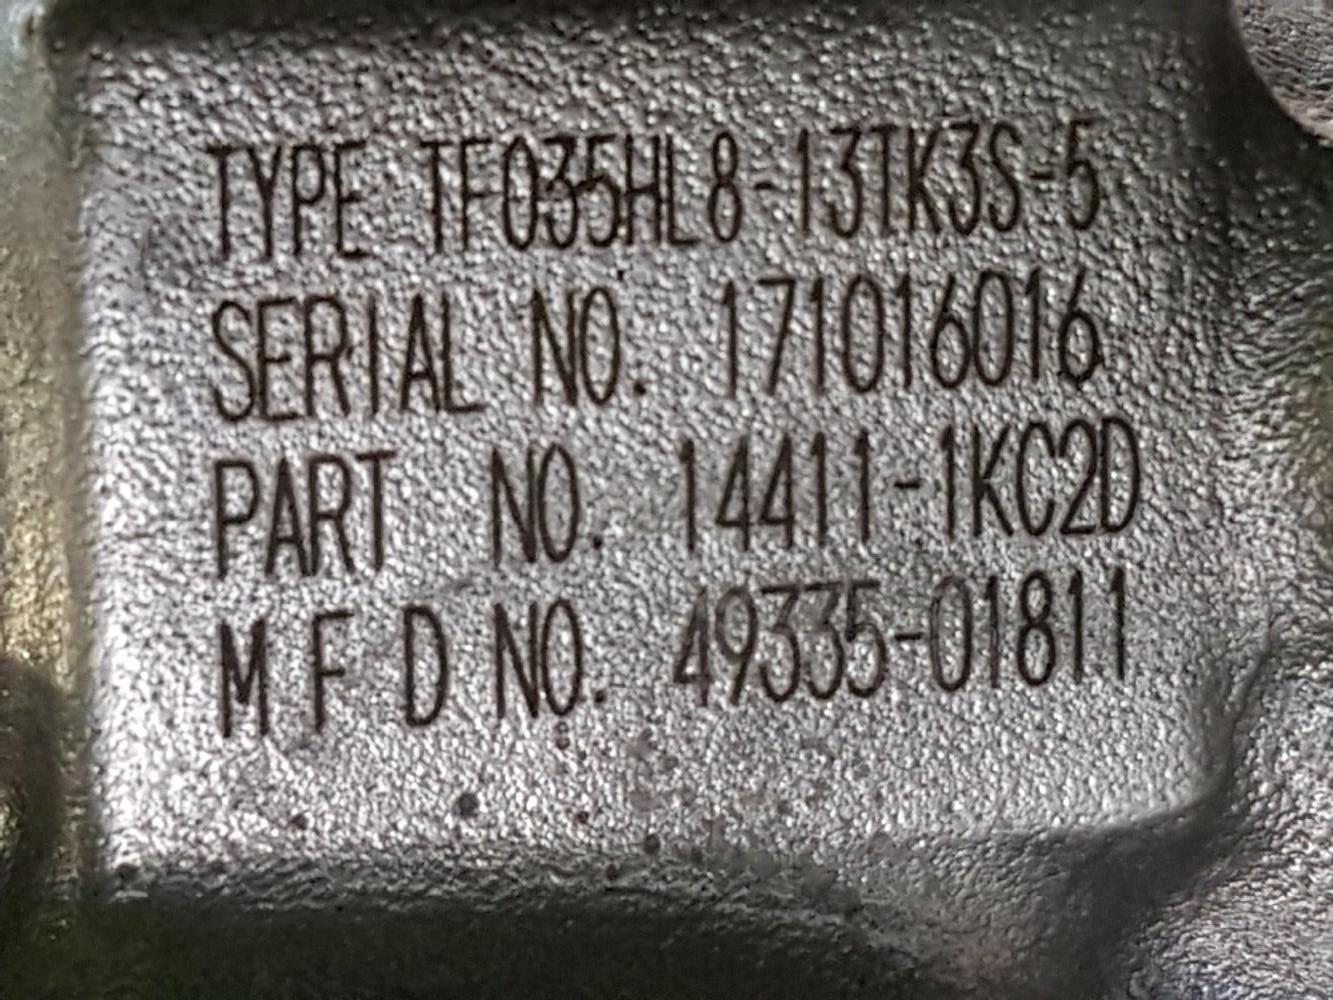 TYPE TF035HL8-13TK3S-5
SERIAL NO. 171016016
PART NO. 14411-1KC2D
M F D NO. 49335-01811